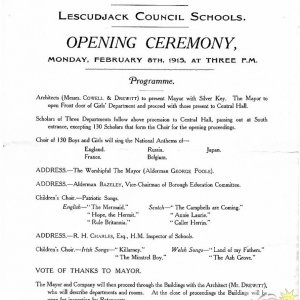 LESCUDJACK COUNCIL SCHOOLS.
OPENING CEREMONY,
MONDAY, FEBRUARY 8TH, 1915, AT THREE P.M.
Programme.
Architects (Messrs. COWELL & DREWITT) to present Mayor with Silver Key. The Mayor to
open Front door of Girls' Department and proceed with those present to Central Hall.
Scholars of Three Departments follow above procession to Central Hall, passing out at South
entrance, excepting 130 Scholars that form the Choir for the opening proceedings.
Choir of 130 Boys and Girls will sing the National Anthems of—
England. Russia. Japan.
France. Belgium.
ADDRESS.—The Worshipful The Mayor (Alderman GEORGE POOLE).
ADDRESS.—Alderman BAZELEY, Vice-Chairman of Borough Education Committee.
Children's Choir.—Patriotic Songs.
English—"The Mermaid." Scotch—"The Campbells are Coming."
"Hope, the Hermit." "Annie Laurie."
"Rule Britannia." "Caller Herrin."
ADDRESS.—R. H. CHARLES, ESQ., H.M. Inspector of Schools.
Children's Choir.—Irish Songs—"Killarney." Welsh Songs—"Land of my Fathers."
"The Minstrel Boy." "The Ash Grove."
VOTE OF THANKS TO MAYOR.
The Mayor and Company will then proceed through the Buildings with the Architect (Mr. DREWITT)
who will describe departments and rooms. At the close of proceedings the Buildings will be